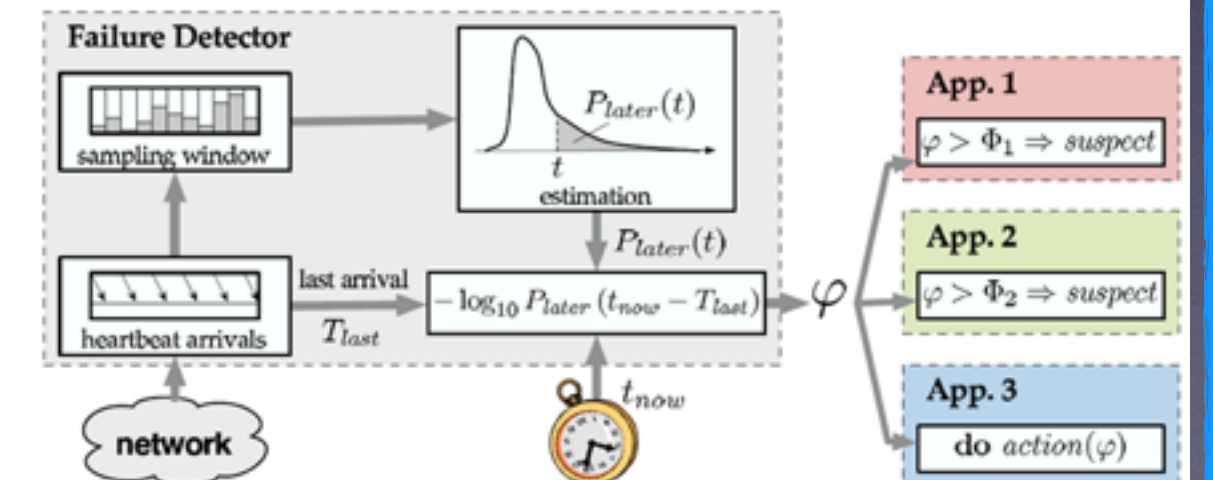 Failure Detector
sampling window
P_later(t)
t
estimation
P_later(t)
heartbeat arrivals
last arrival
T_last
− log₁₀ P_later (t_now − T_last)
φ
t_now
network
App. 1
φ > Φ₁ ⇒ suspect
App. 2
φ > Φ₂ ⇒ suspect
App. 3
do action(φ)